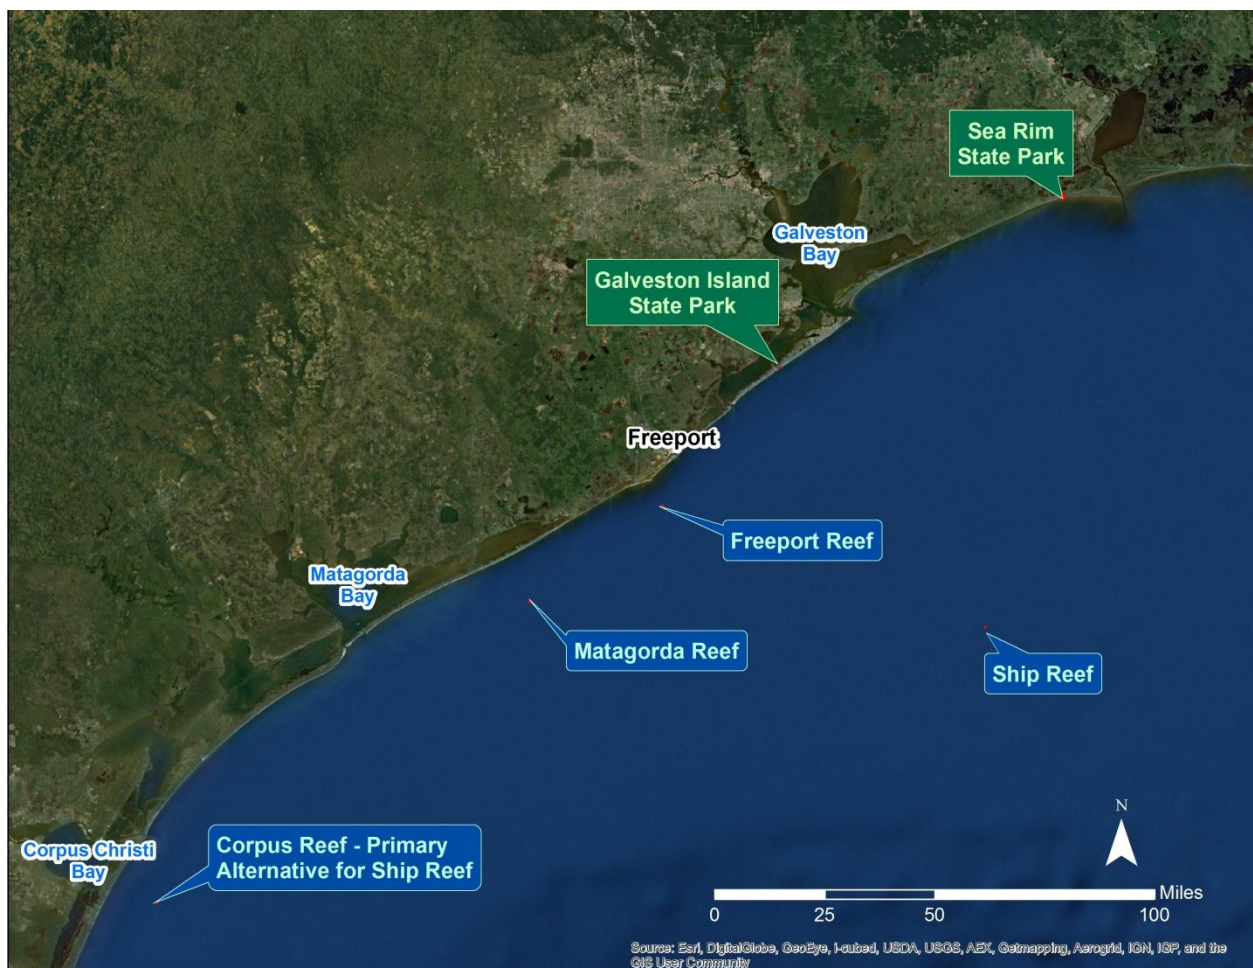 Sea Rim
State Park
Galveston
Bay
Galveston Island
State Park
Freeport
Freeport Reef
Matagorda
Bay
Matagorda Reef
Ship Reef
Corpus Christi
Bay
Corpus Reef - Primary
Alternative for Ship Reef
N
Miles
0 25 50 100
Source: Esri, DigitalGlobe, GeoEye, i-cubed, USDA, USGS, AEX, Getmapping, Aerogrid, IGN, IGP, and the
GIS User Community